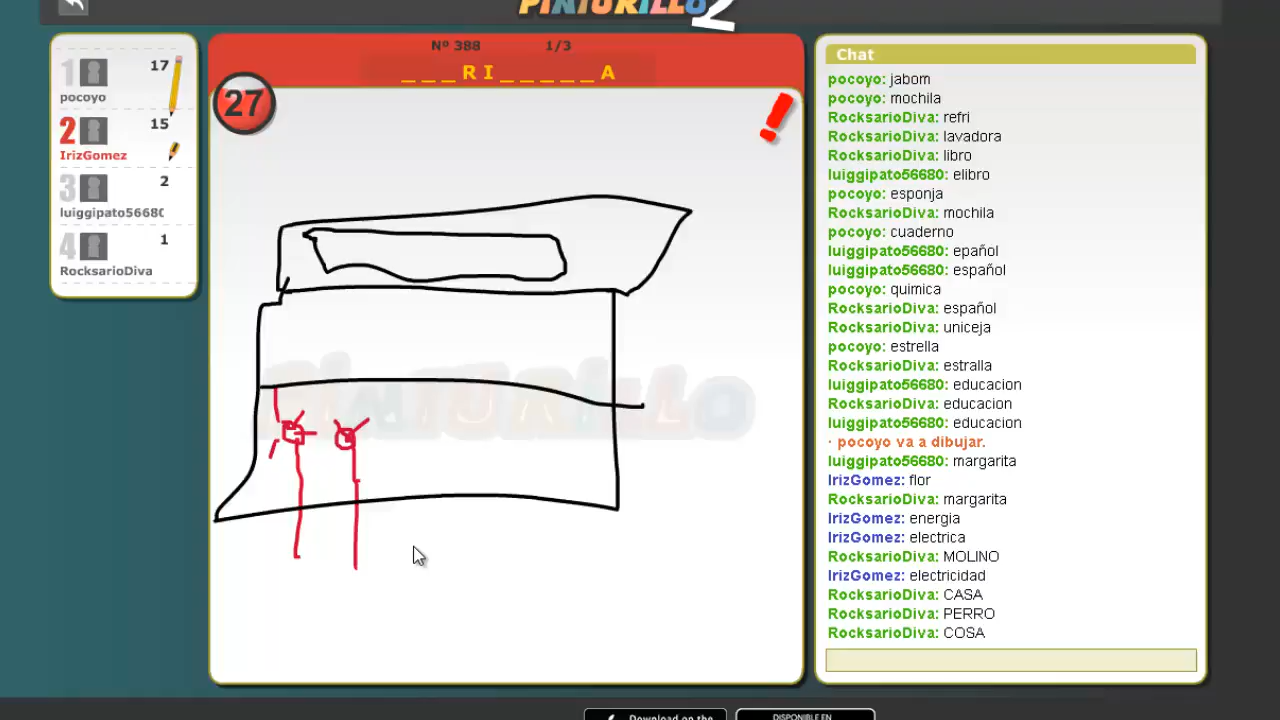 PINTURILLO 2
Nº 388 1/3
_ _ _ R I _ _ _ _ _ A
27
1 17
pocoyo
2 15
IrizGomez
3 2
luiggipato56680
4 1
RocksarioDiva
PINTURILLO
Chat
pocoyo: jabom
pocoyo: mochila
RocksarioDiva: refri
RocksarioDiva: lavadora
RocksarioDiva: libro
luiggipato56680: elibro
pocoyo: esponja
RocksarioDiva: mochila
pocoyo: cuaderno
luiggipato56680: epañol
luiggipato56680: español
pocoyo: quimica
RocksarioDiva: español
RocksarioDiva: uniceja
pocoyo: estrella
RocksarioDiva: estralla
luiggipato56680: educacion
RocksarioDiva: educacion
luiggipato56680: educacion
· pocoyo va a dibujar.
luiggipato56680: margarita
IrizGomez: flor
RocksarioDiva: margarita
IrizGomez: energia
IrizGomez: electrica
RocksarioDiva: MOLINO
IrizGomez: electricidad
RocksarioDiva: CASA
RocksarioDiva: PERRO
RocksarioDiva: COSA
Download on the
DISPONIBLE EN